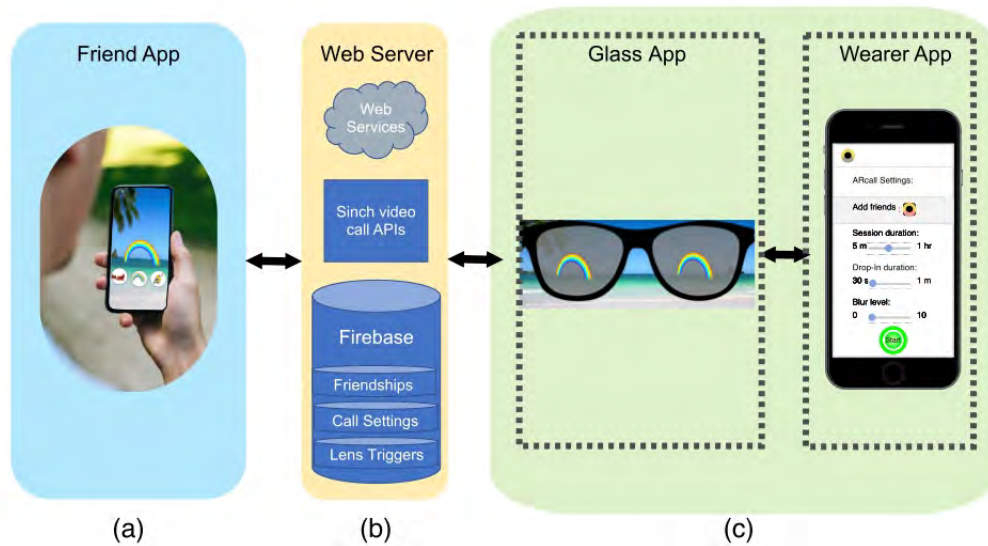 Friend App
Web Server
Glass App
Wearer App
Web
Services
Sinch video
call APIs
Firebase
Friendships
Call Settings
Lens Triggers
ARcall Settings:
Add friends :
Session duration:
5 m 1 hr
Drop-In duration:
30 s 1 m
Blur level:
0 10
Start
(a)
(b)
(c)